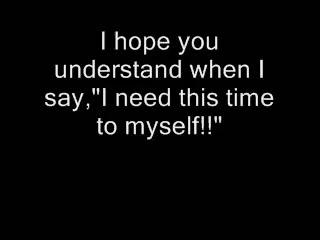 I hope you
understand when I
say,"I need this time
to myself!!"